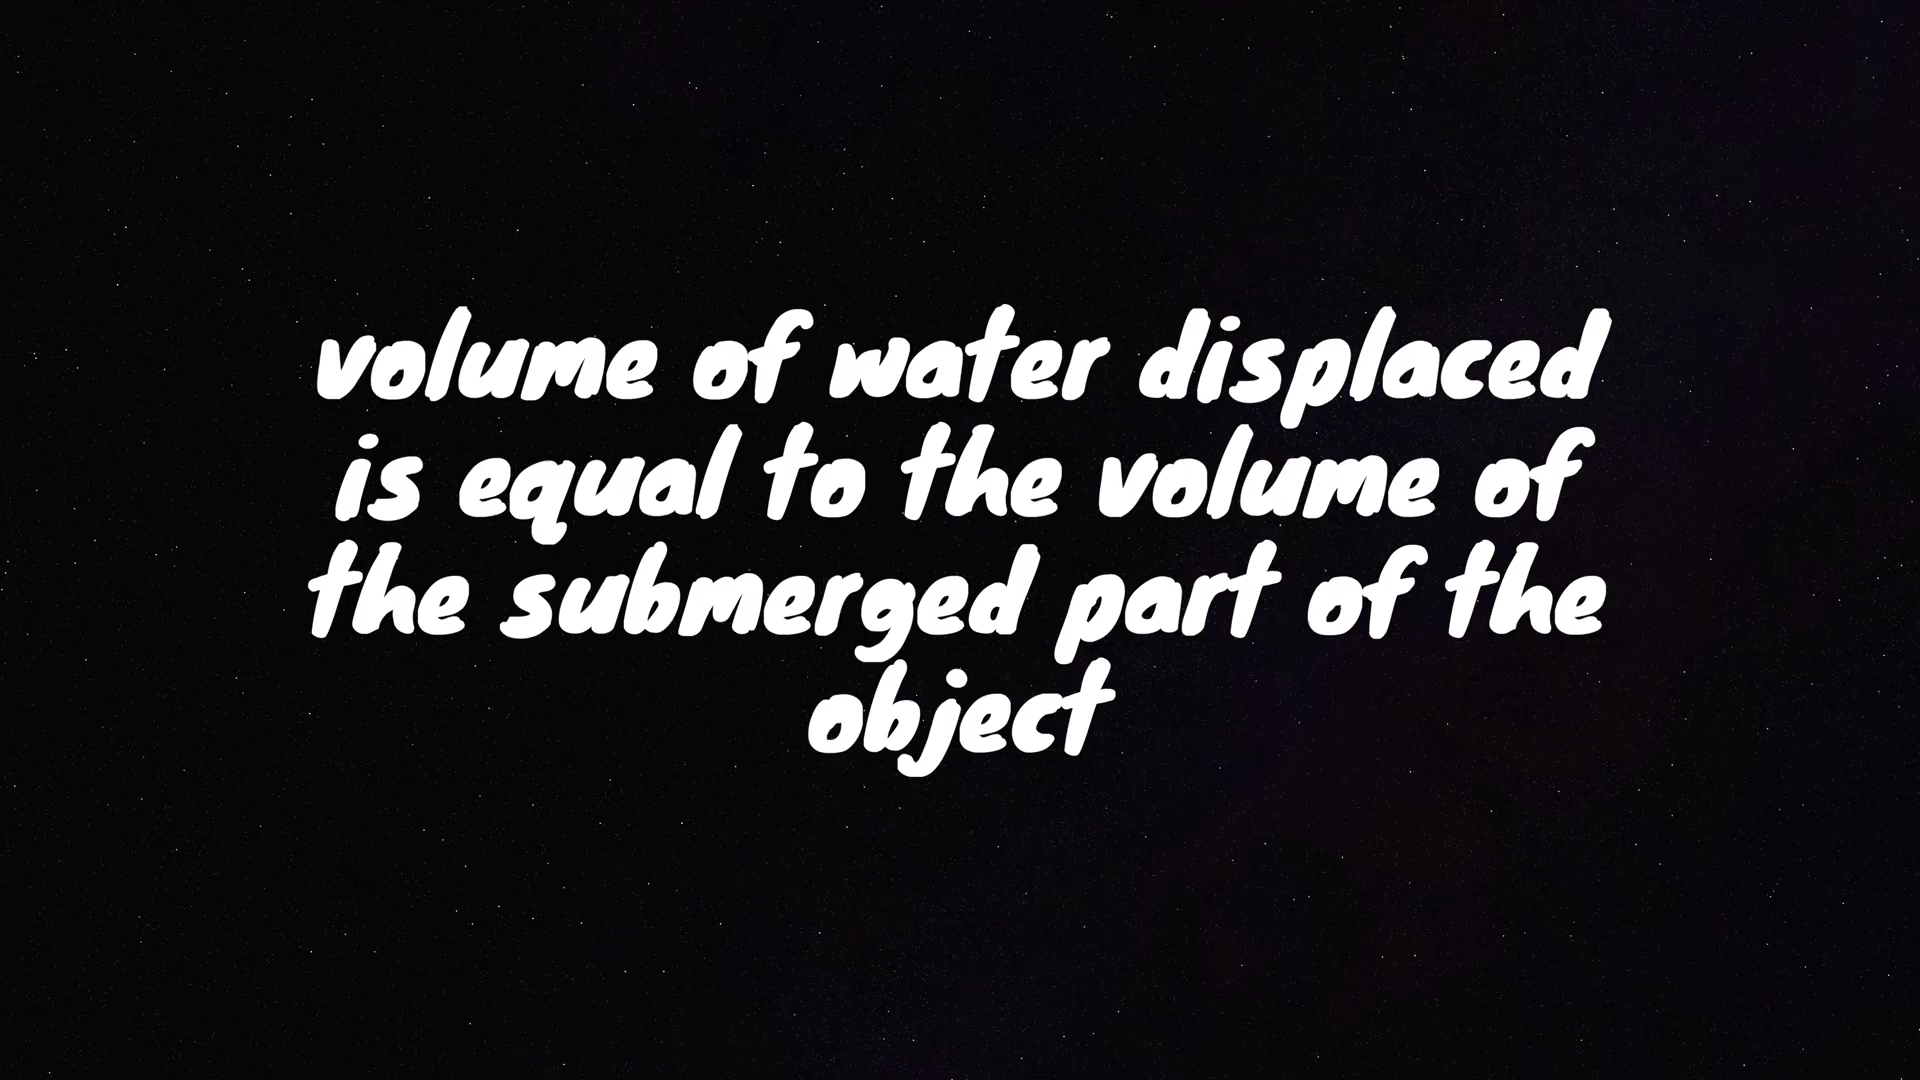 volume of water displaced
is equal to the volume of
the submerged part of the
object